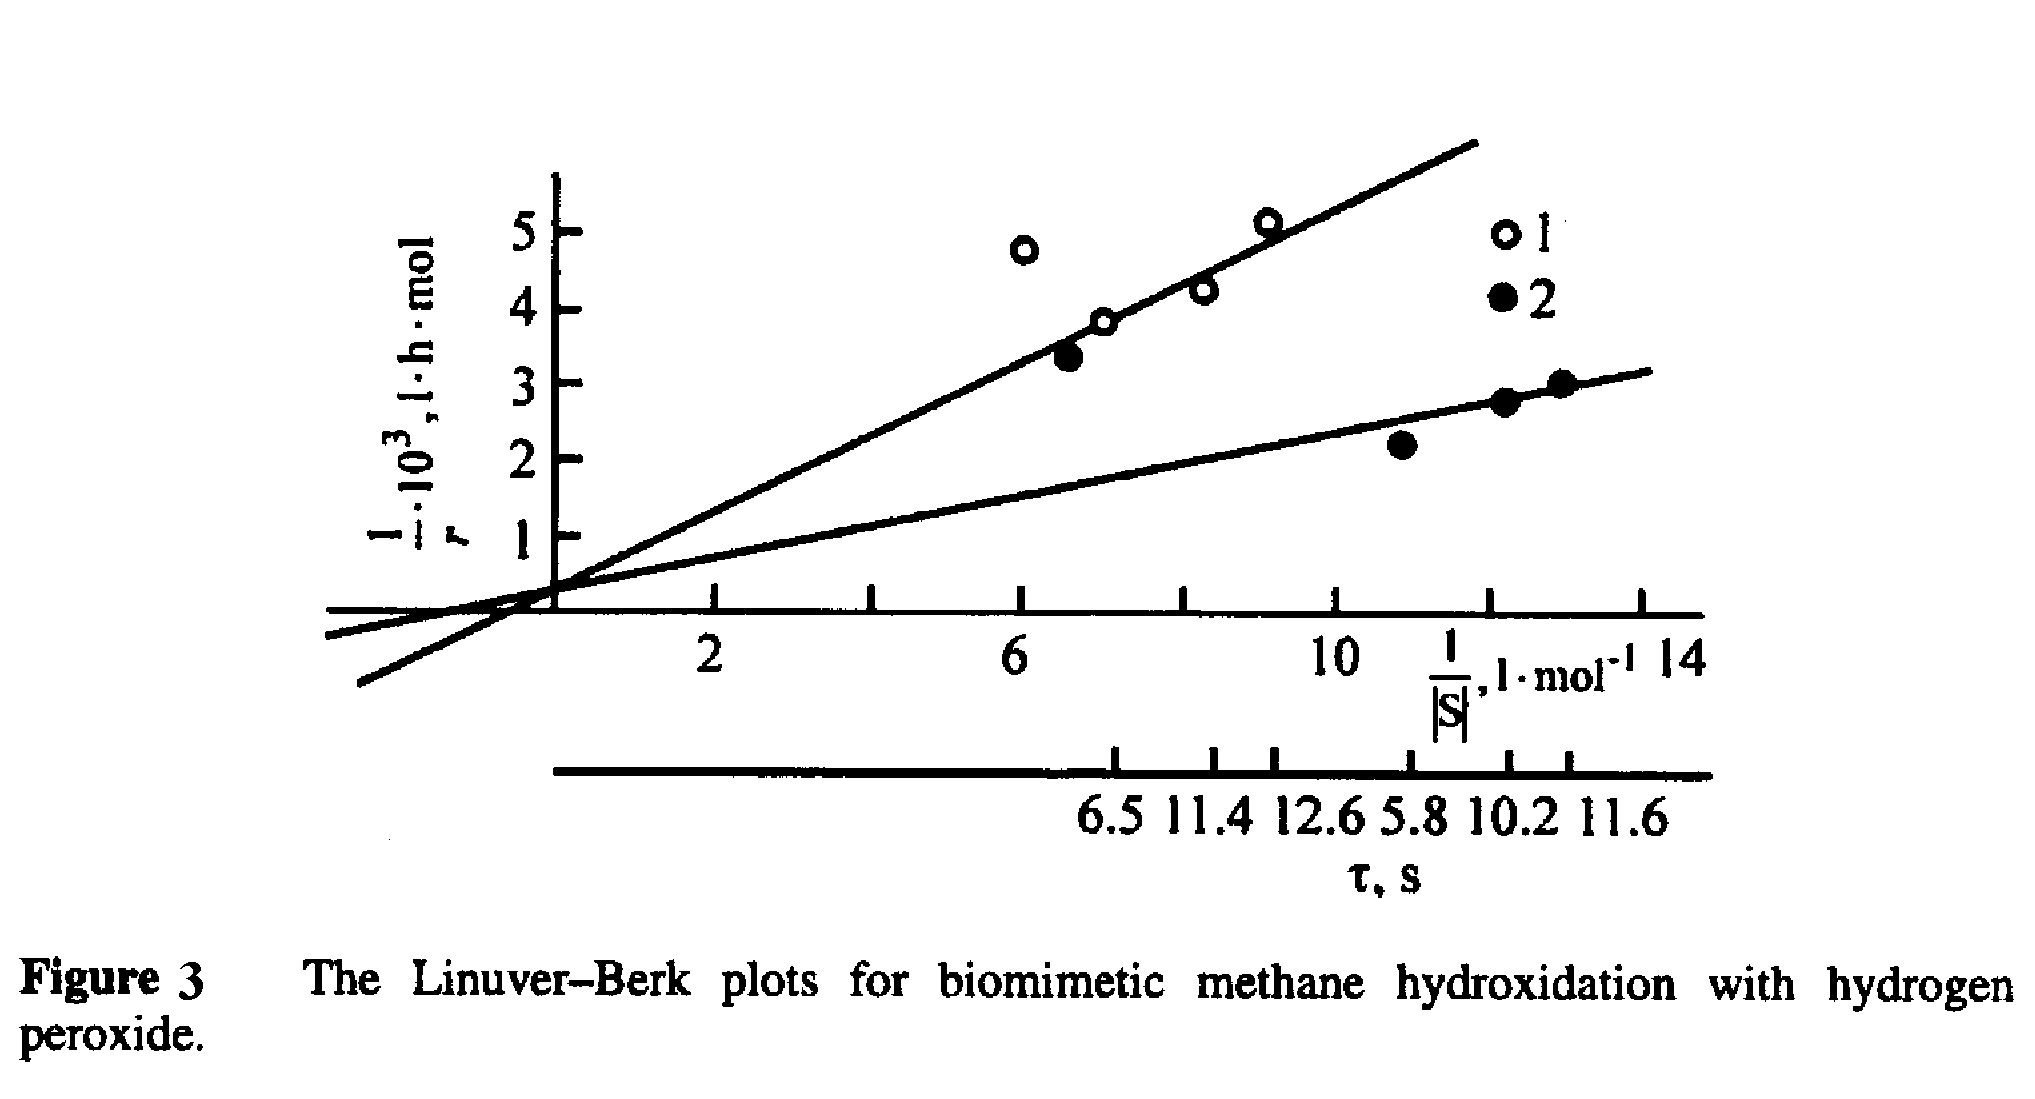 1/r · 10³, l · h · mol
5
4
3
2
1
1
2
2 6 10 14
1/|S|, l · mol⁻¹
6.5 11.4 12.6 5.8 10.2 11.6
τ, s
Figure 3 The Linuver–Berk plots for biomimetic methane hydroxidation with hydrogen
peroxide.